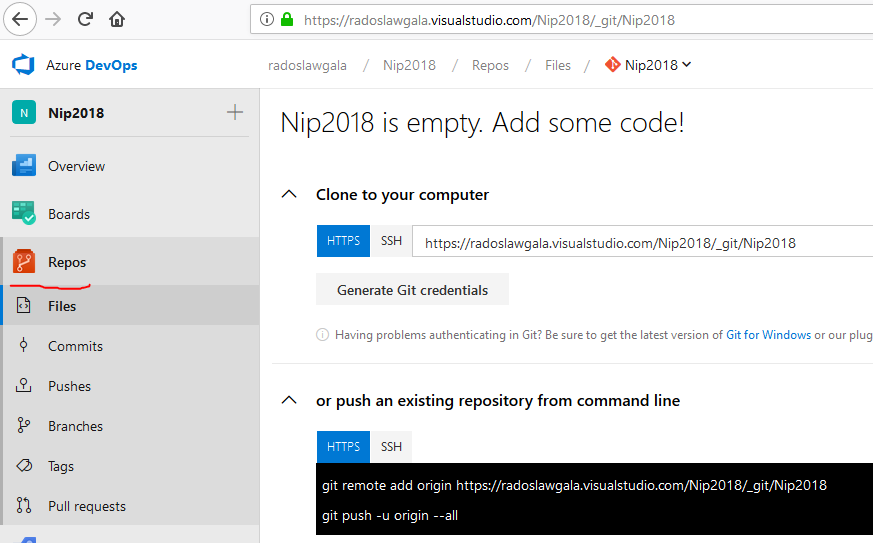 https://radoslawgala.visualstudio.com/Nip2018/_git/Nip2018
Azure DevOps
radoslawgala / Nip2018 / Repos / Files / Nip2018
N Nip2018
Nip2018 is empty. Add some code!
Overview
Clone to your computer
Boards
HTTPS SSH https://radoslawgala.visualstudio.com/Nip2018/_git/Nip2018
Repos
Generate Git credentials
Files
Having problems authenticating in Git? Be sure to get the latest version of Git for Windows or our plug
Commits
Pushes
or push an existing repository from command line
Branches
HTTPS SSH
Tags
git remote add origin https://radoslawgala.visualstudio.com/Nip2018/_git/Nip2018
Pull requests
git push -u origin --all